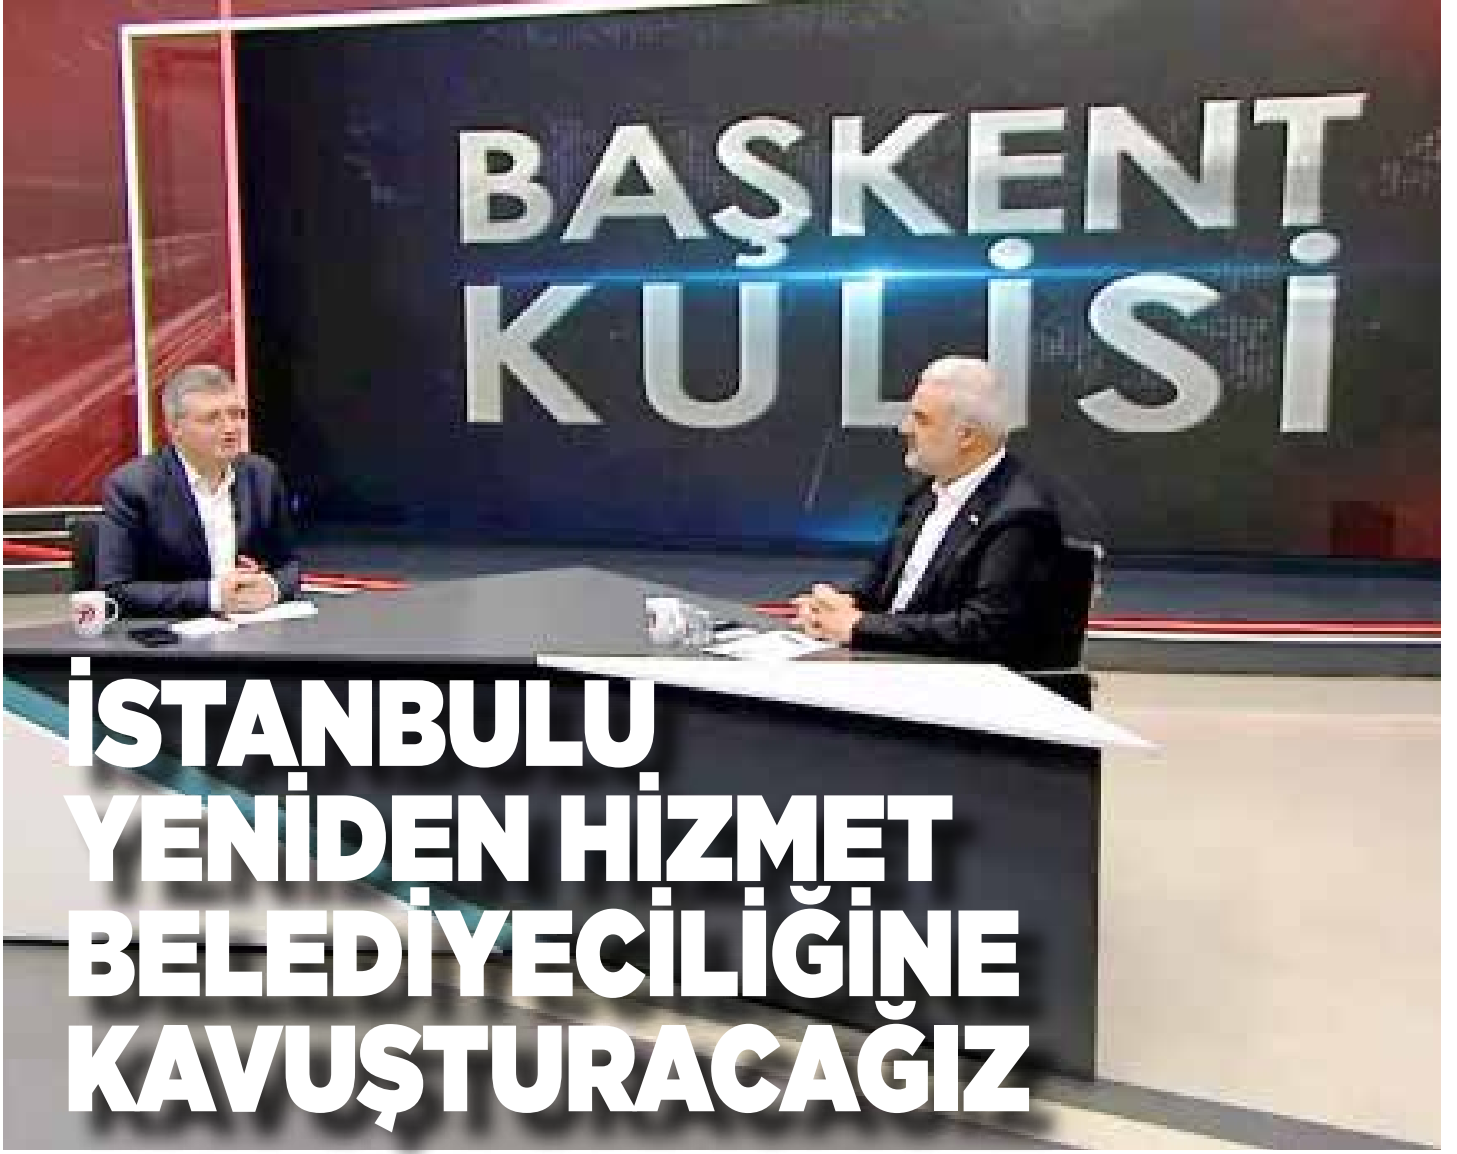 BAŞKENT
KULİSİ
İSTANBULU
YENİDEN HİZMET
BELEDİYECİLİĞİNE
KAVUŞTURACAĞIZ